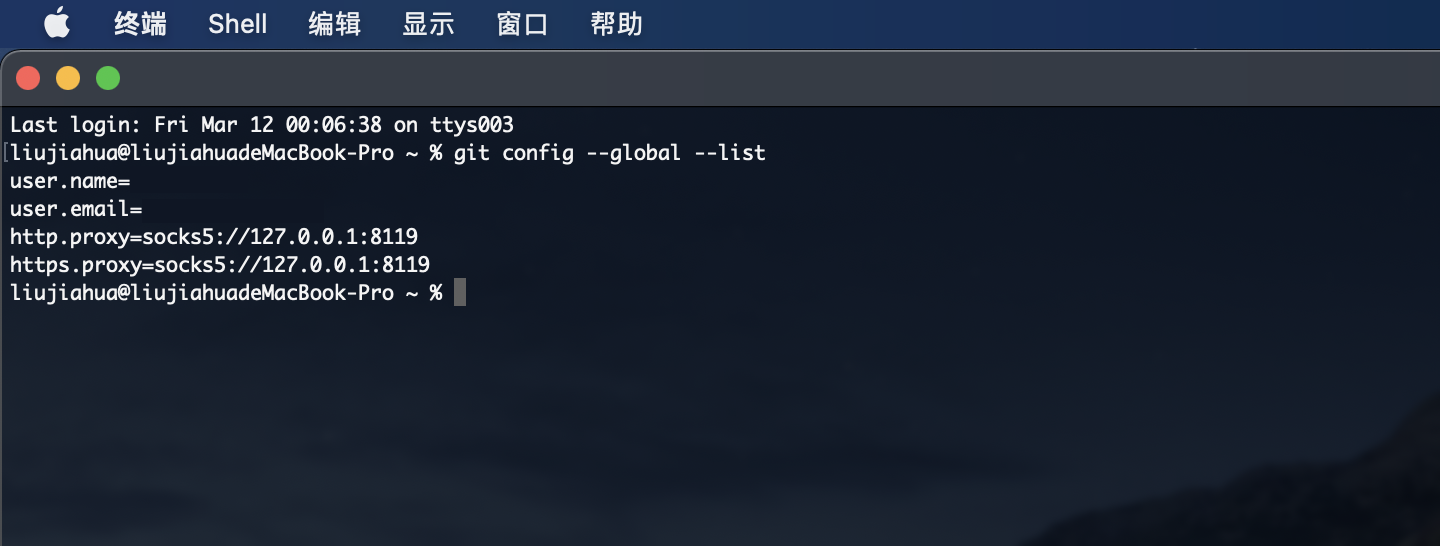 终端 Shell 编辑 显示 窗口 帮助
Last login: Fri Mar 12 00:06:38 on ttys003
[liujiahua@liujiahuadeMacBook-Pro ~ % git config --global --list
user.name=
user.email=
http.proxy=socks5://127.0.0.1:8119
https.proxy=socks5://127.0.0.1:8119
liujiahua@liujiahuadeMacBook-Pro ~ %